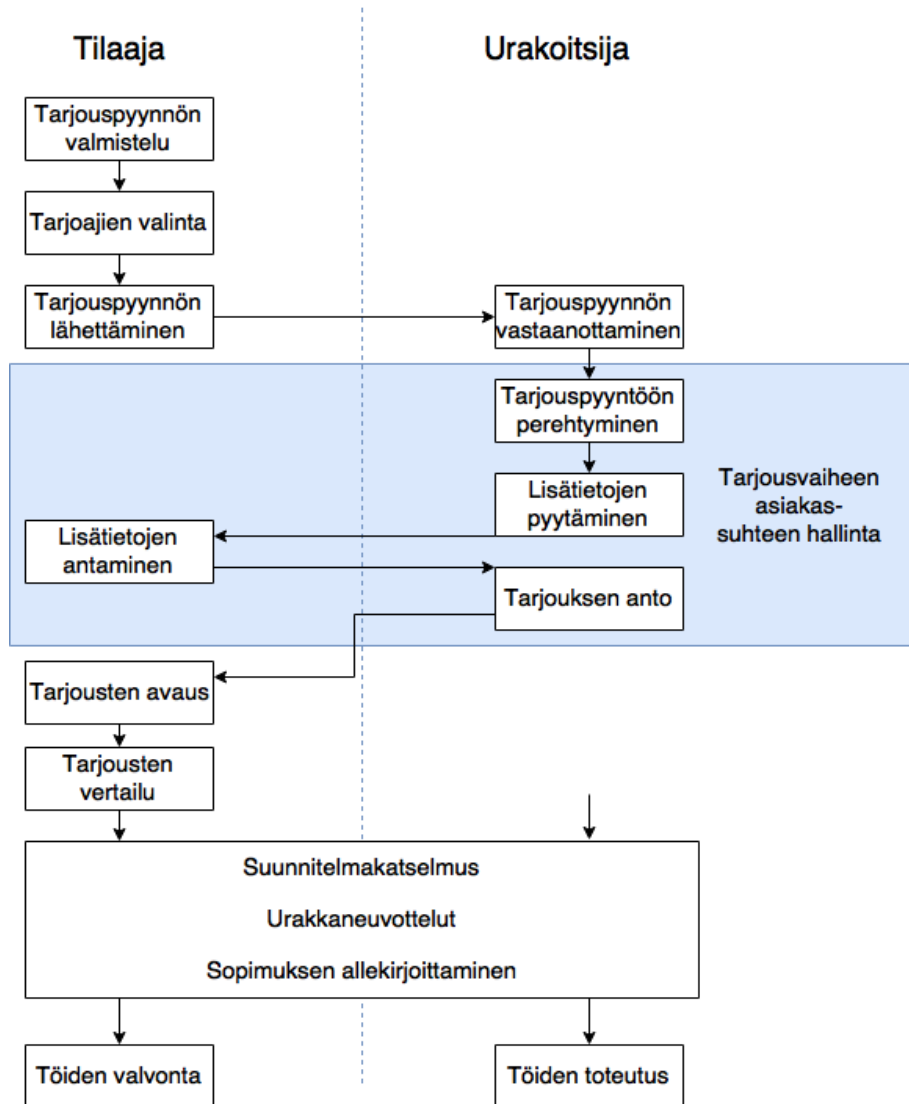 Tilaaja
Urakoitsija
Tarjouspyynnön
valmistelu
Tarjoajien valinta
Tarjouspyynnön
lähettäminen
Tarjouspyynnön
vastaanottaminen
Tarjouspyyntöön
perehtyminen
Lisätietojen
pyytäminen
Tarjousvaiheen
asiakas-
suhteen hallinta
Lisätietojen
antaminen
Tarjouksen anto
Tarjousten avaus
Tarjousten
vertailu
Suunnitelmakatselmus
Urakkaneuvottelut
Sopimuksen allekirjoittaminen
Töiden valvonta
Töiden toteutus